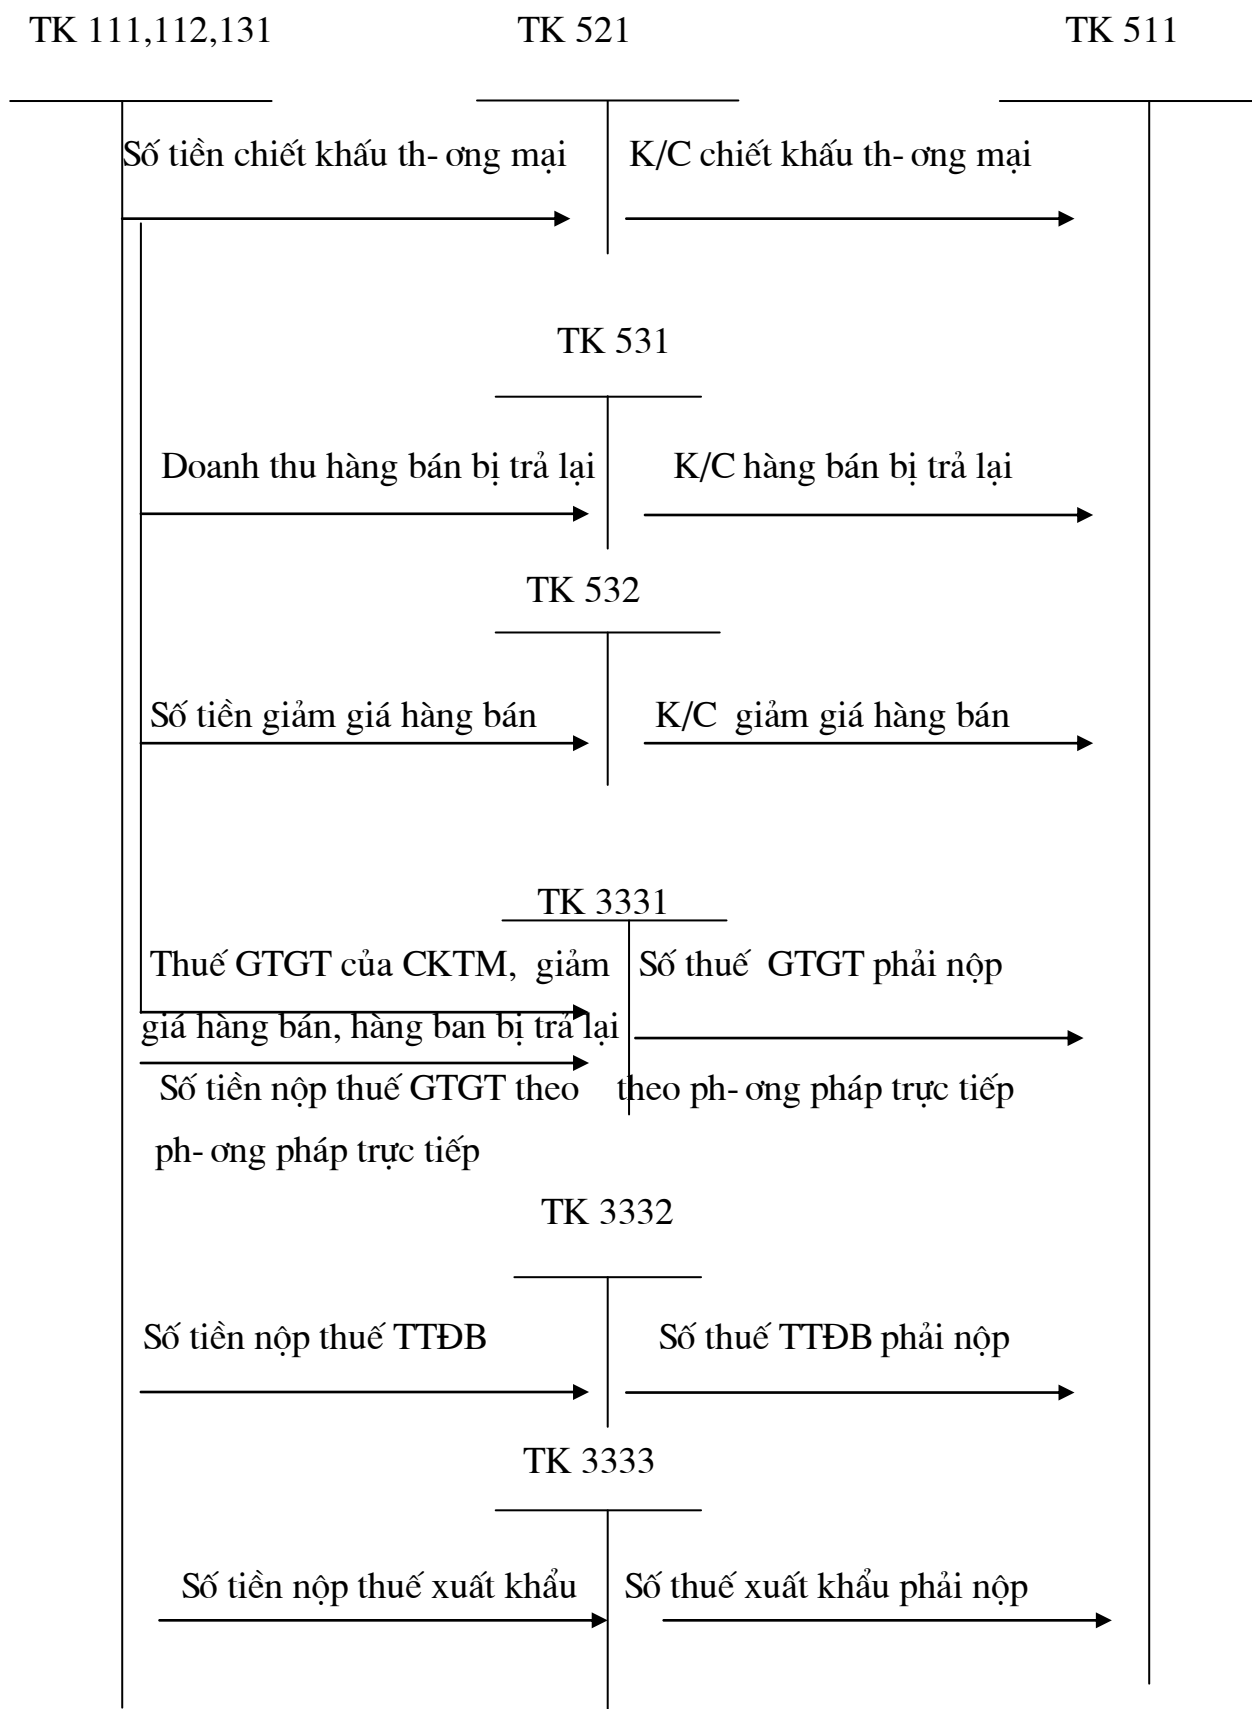 TK 111,112,131 TK 521 TK 511
Số tiền chiết khấu th- ơng mại K/C chiết khấu th- ơng mại
TK 531
Doanh thu hàng bán bị trả lại K/C hàng bán bị trả lại
TK 532
Số tiền giảm giá hàng bán K/C giảm giá hàng bán
TK 3331
Thuế GTGT của CKTM, giảm Số thuế GTGT phải nộp
giá hàng bán, hàng ban bị trả lại
Số tiền nộp thuế GTGT theo theo ph- ơng pháp trực tiếp
ph- ơng pháp trực tiếp
TK 3332
Số tiền nộp thuế TTĐB Số thuế TTĐB phải nộp
TK 3333
Số tiền nộp thuế xuất khẩu Số thuế xuất khẩu phải nộp